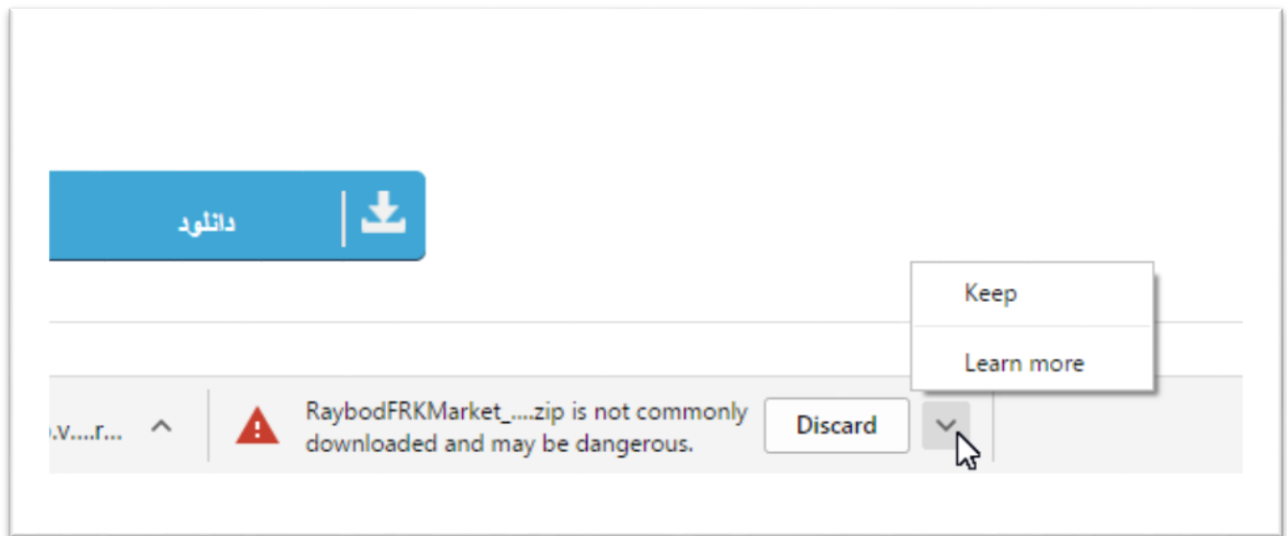 دانلود
Keep
Learn more
.v....r...
RaybodFRKMarket_....zip is not commonly
downloaded and may be dangerous.
Discard